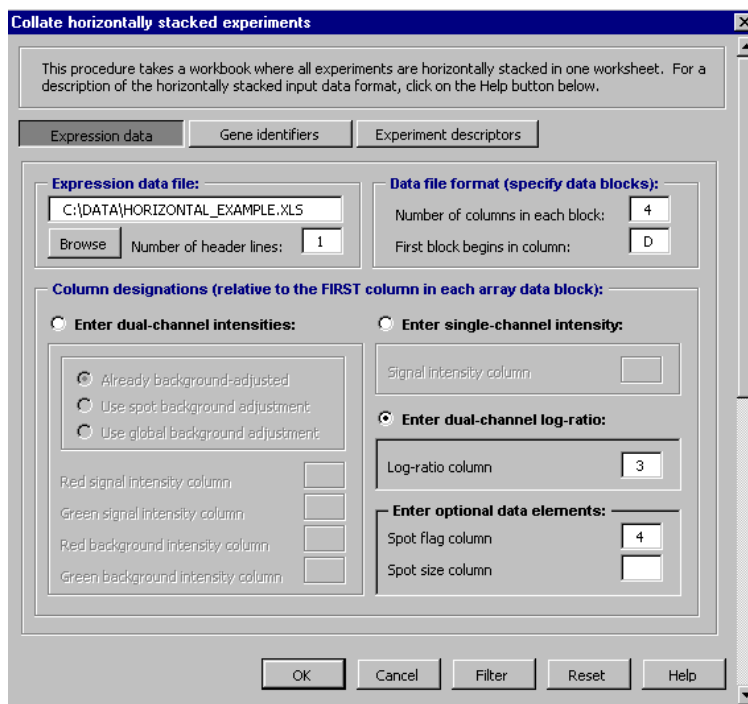 Collate horizontally stacked experiments
This procedure takes a workbook where all experiments are horizontally stacked in one worksheet. For a
description of the horizontally stacked input data format, click on the Help button below.
Expression data
Gene identifiers
Experiment descriptors
Expression data file:
C:\DATA\HORIZONTAL_EXAMPLE.XLS
Browse
Number of header lines: 1
Data file format (specify data blocks):
Number of columns in each block: 4
First block begins in column: D
Column designations (relative to the FIRST column in each array data block):
Enter dual-channel intensities:
Already background-adjusted
Use spot background adjustment
Use global background adjustment
Red signal intensity column
Green signal intensity column
Red background intensity column
Green background intensity column
Enter single-channel intensity:
Signal intensity column
Enter dual-channel log-ratio:
Log-ratio column 3
Enter optional data elements:
Spot flag column 4
Spot size column
OK
Cancel
Filter
Reset
Help